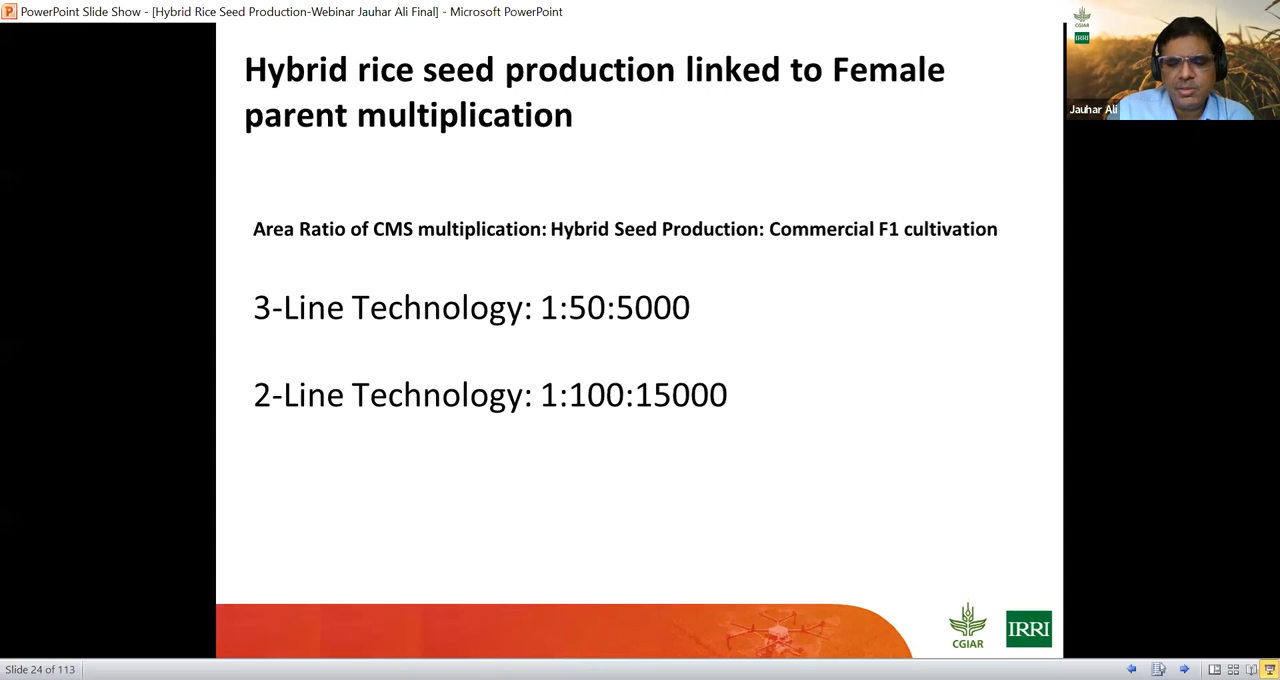 PowerPoint Slide Show - [Hybrid Rice Seed Production-Webinar Jauhar Ali Final] - Microsoft PowerPoint
CGIAR
IRRI
Jauhar Ali
Hybrid rice seed production linked to Female
parent multiplication
Area Ratio of CMS multiplication: Hybrid Seed Production: Commercial F1 cultivation
3-Line Technology: 1:50:5000
2-Line Technology: 1:100:15000
CGIAR
IRRI
Slide 24 of 113